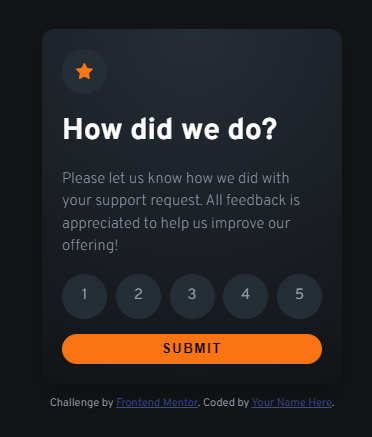 How did we do?
Please let us know how we did with
your support request. All feedback is
appreciated to help us improve our
offering!
1 2 3 4 5
SUBMIT
Challenge by Frontend Mentor. Coded by Your Name Here.